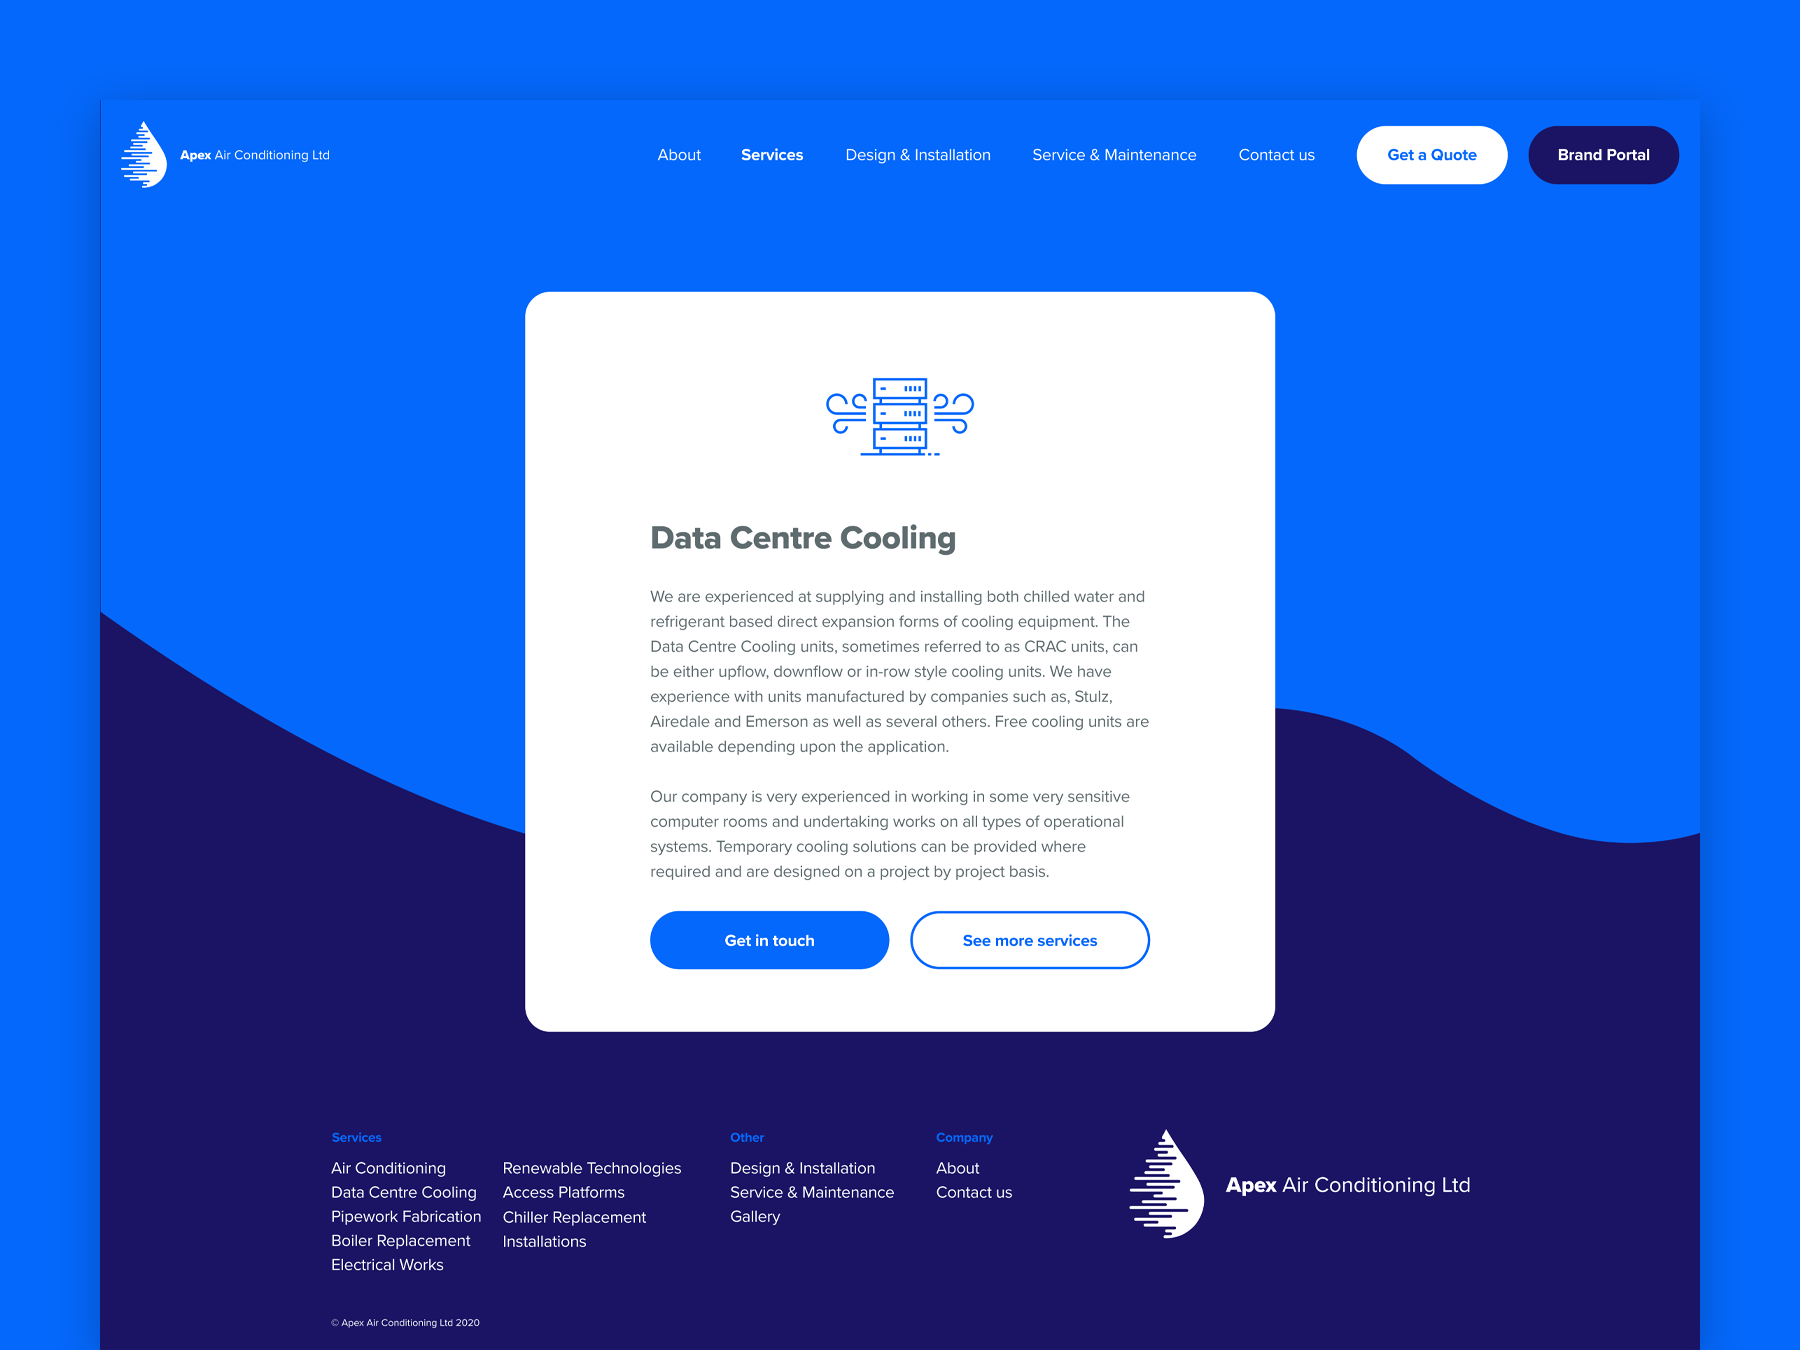 Apex Air Conditioning Ltd
About
Services
Design & Installation
Service & Maintenance
Contact us
Get a Quote
Brand Portal
Data Centre Cooling
We are experienced at supplying and installing both chilled water and
refrigerant based direct expansion forms of cooling equipment. The
Data Centre Cooling units, sometimes referred to as CRAC units, can
be either upflow, downflow or in-row style cooling units. We have
experience with units manufactured by companies such as, Stulz,
Airedale and Emerson as well as several others. Free cooling units are
available depending upon the application.
Our company is very experienced in working in some very sensitive
computer rooms and undertaking works on all types of operational
systems. Temporary cooling solutions can be provided where
required and are designed on a project by project basis.
Get in touch
See more services
Services
Air Conditioning
Data Centre Cooling
Pipework Fabrication
Boiler Replacement
Electrical Works
Renewable Technologies
Access Platforms
Chiller Replacement
Installations
Other
Design & Installation
Service & Maintenance
Gallery
Company
About
Contact us
Apex Air Conditioning Ltd
© Apex Air Conditioning Ltd 2020